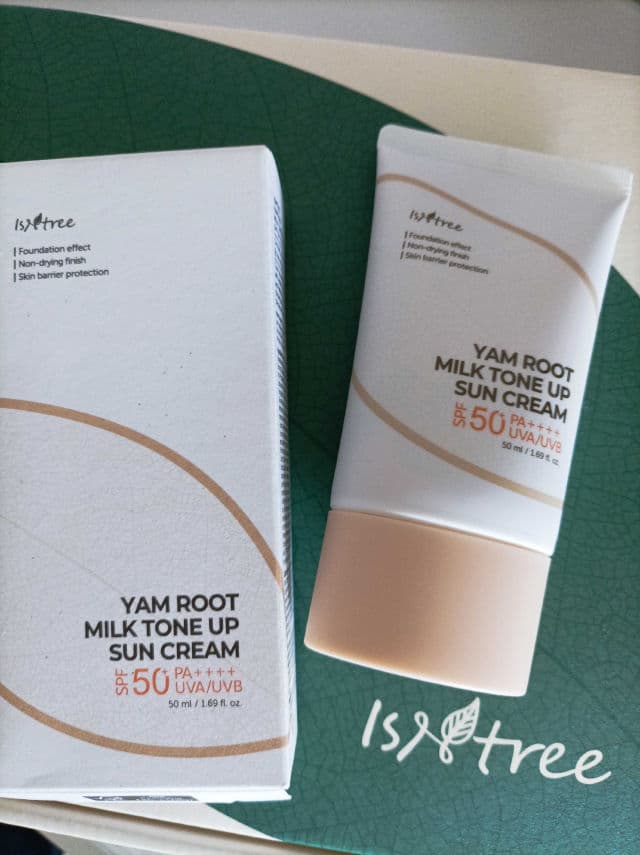 Isntree
Foundation effect
Non-drying finish
Skin barrier protection
YAM ROOT
MILK TONE UP
SUN CREAM
SPF 50+ PA++++
UVA/UVB
50 ml / 1.69 fl. oz.
Isntree
Foundation effect
Non-drying finish
Skin barrier protection
YAM ROOT
MILK TONE UP
SUN CREAM
SPF 50+ PA++++
UVA/UVB
50 ml / 1.69 fl. oz.
Isntree